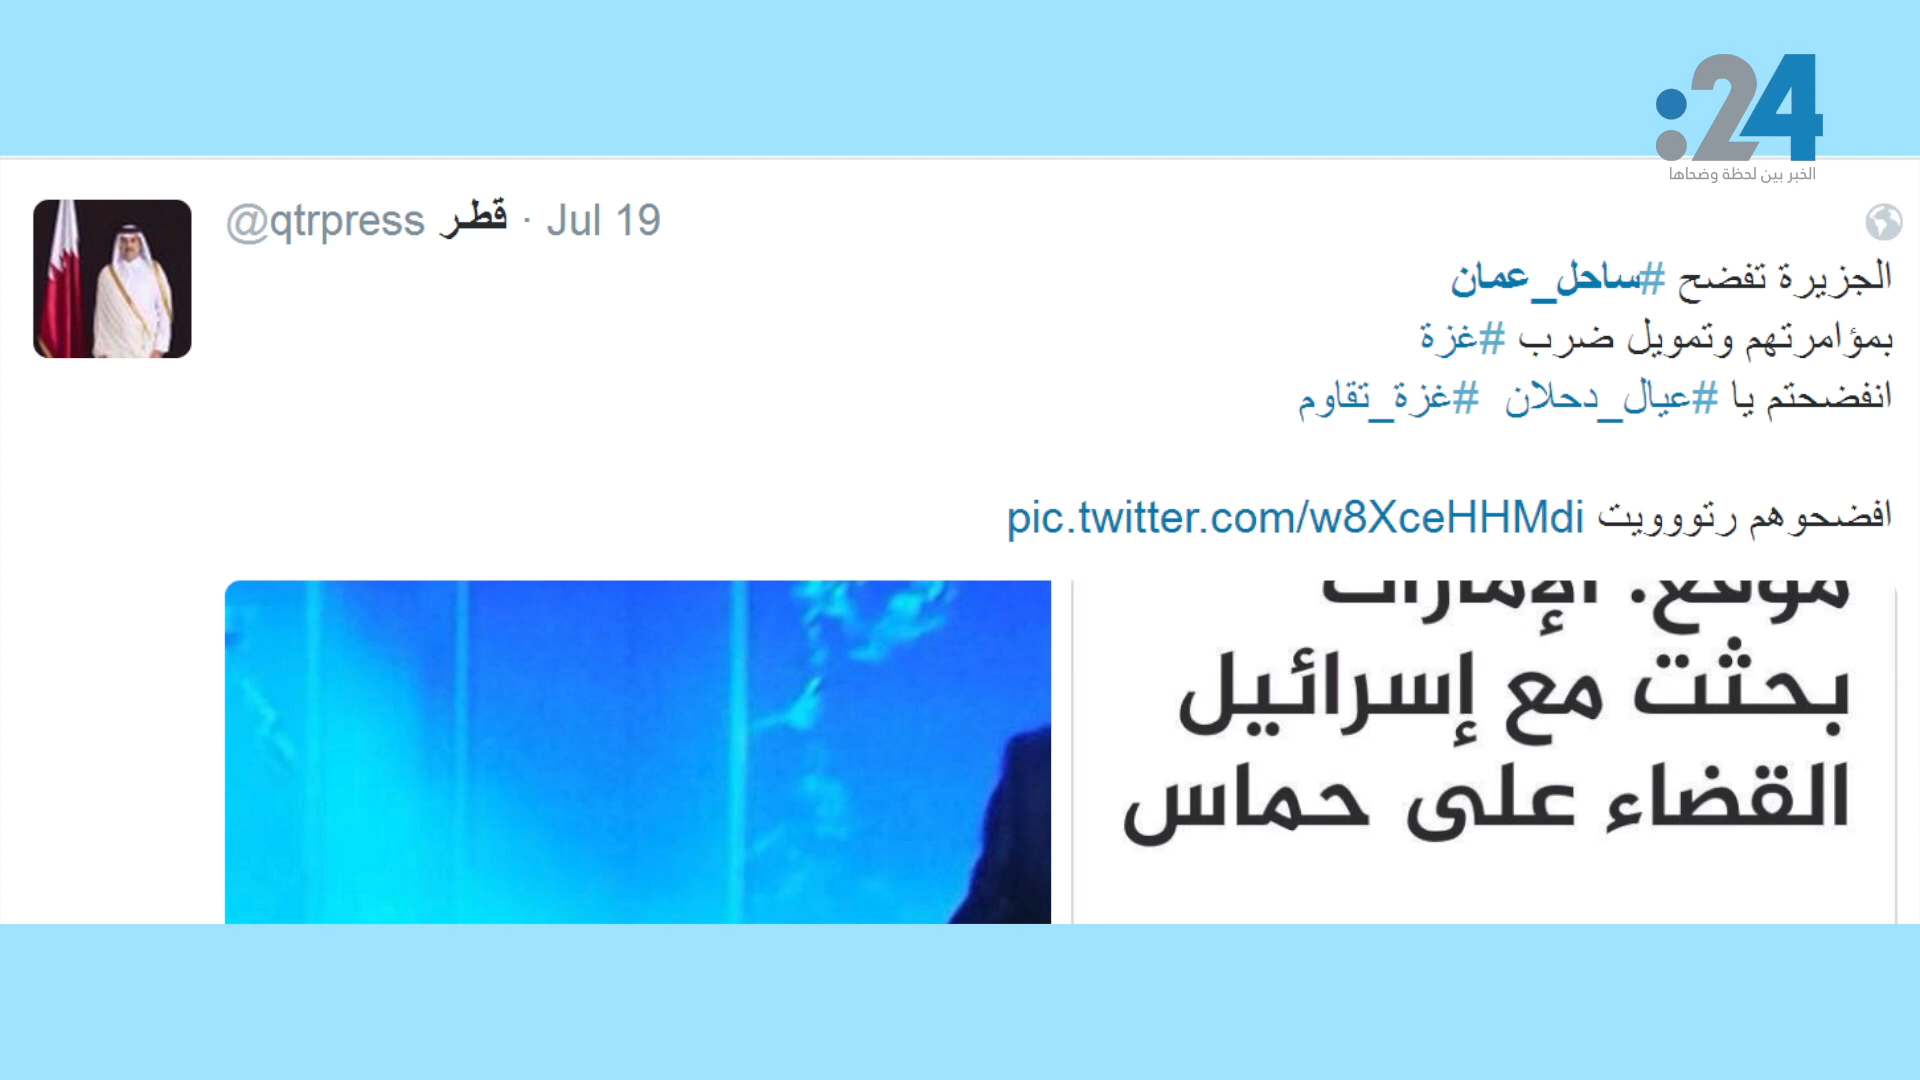 :24
الخبر بين لحظة وضحاها
@qtrpress قطـر · Jul 19
الجزيرة تفضح #ساحل_عمان
بمؤامرتهم وتمويل ضرب #غزة
انفضحتم يا #عيال_دحلان #غزة_تقاوم
افضحوهم رتوووويت pic.twitter.com/w8XceHHMdi
موقع: الإمارات
بحثت مع إسرائيل
القضاء على حماس